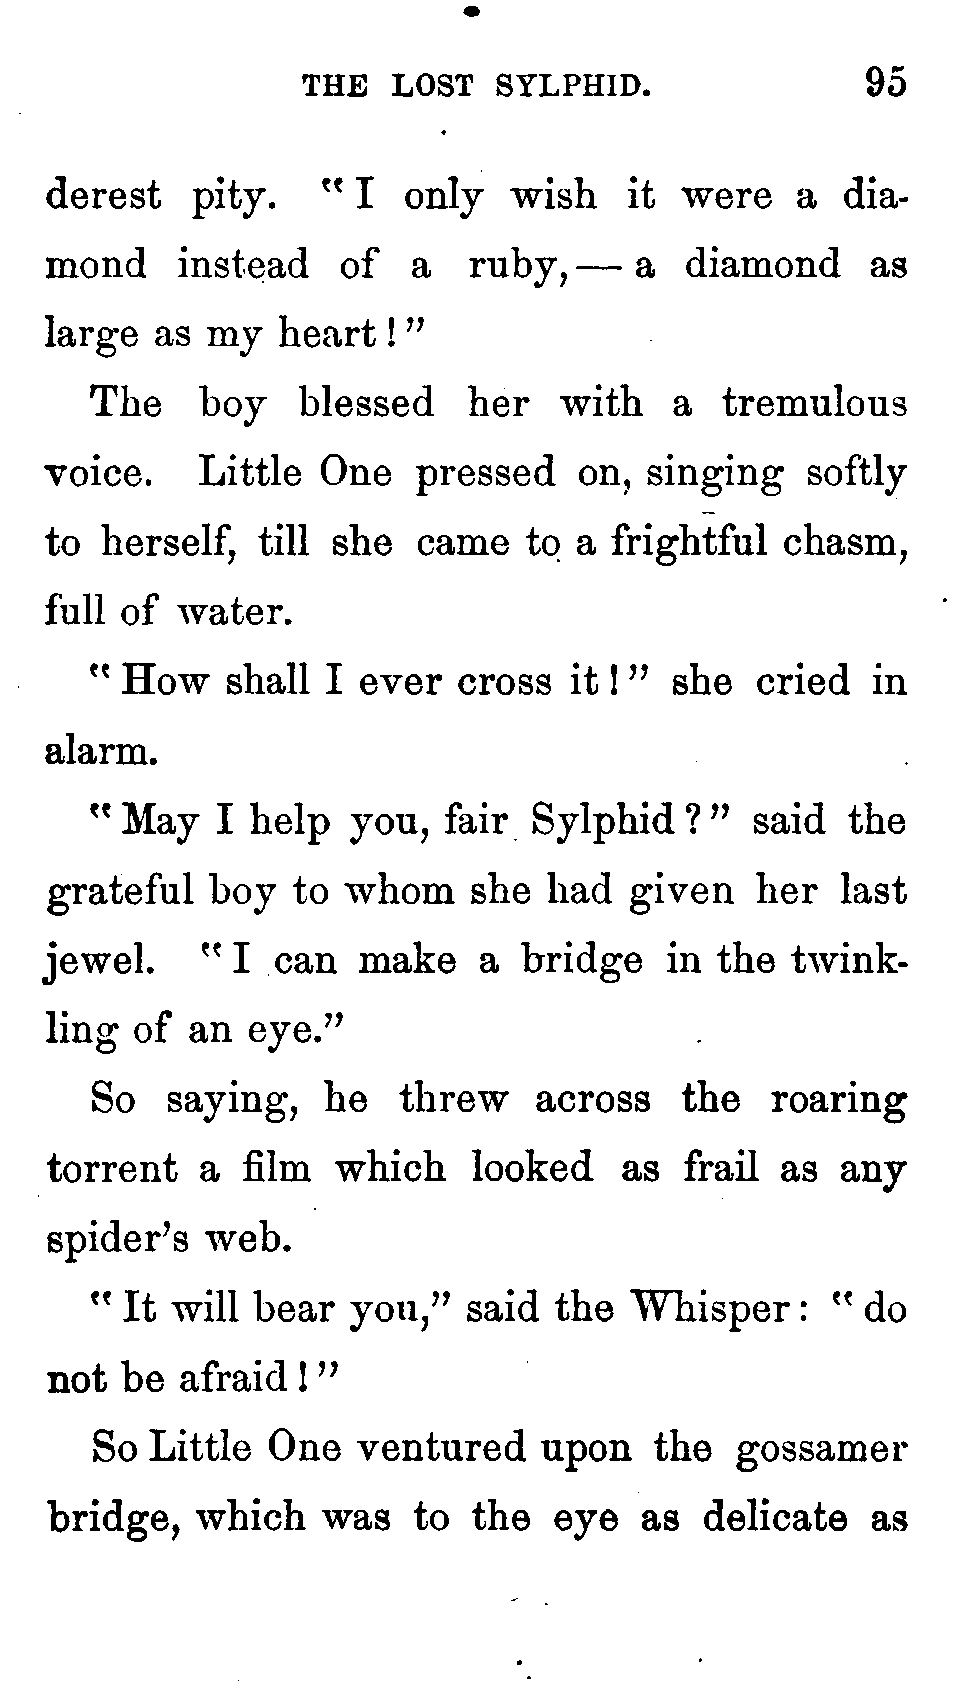 THE LOST SYLPHID. 95
derest pity. "I only wish it were a dia-
mond instead of a ruby,—a diamond as
large as my heart!"
The boy blessed her with a tremulous
voice. Little One pressed on, singing softly
to herself, till she came to a frightful chasm,
full of water.
"How shall I ever cross it!" she cried in
alarm.
"May I help you, fair Sylphid?" said the
grateful boy to whom she had given her last
jewel. "I can make a bridge in the twink-
ling of an eye."
So saying, he threw across the roaring
torrent a film which looked as frail as any
spider's web.
"It will bear you," said the Whisper: "do
not be afraid!"
So Little One ventured upon the gossamer
bridge, which was to the eye as delicate as